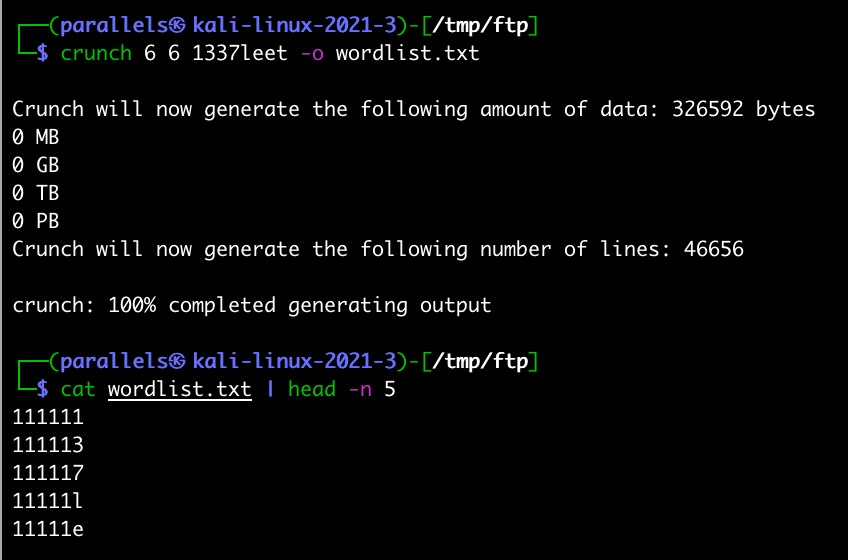 ┌──(parallels㉿kali-linux-2021-3)-[/tmp/ftp]
└─$ crunch 6 6 1337leet -o wordlist.txt
Crunch will now generate the following amount of data: 326592 bytes
0 MB
0 GB
0 TB
0 PB
Crunch will now generate the following number of lines: 46656
crunch: 100% completed generating output
┌──(parallels㉿kali-linux-2021-3)-[/tmp/ftp]
└─$ cat wordlist.txt | head -n 5
111111
111113
111117
11111l
11111e